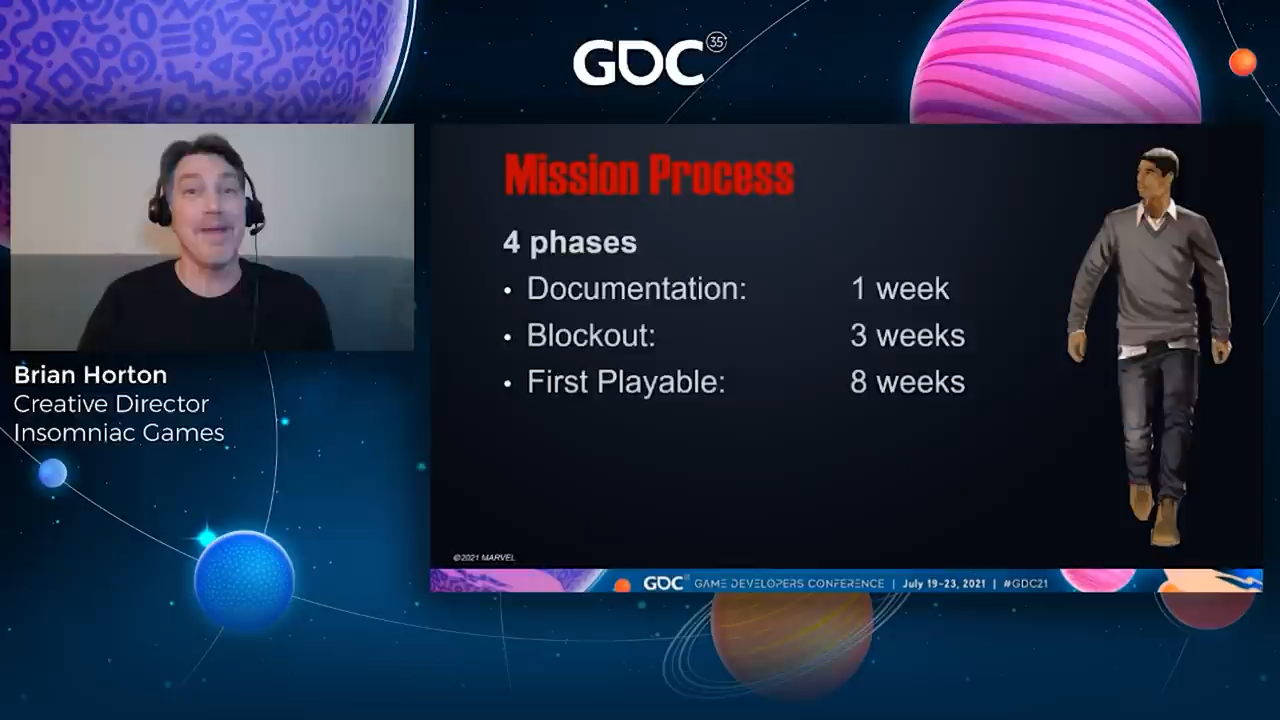 GDC 35
Brian Horton
Creative Director
Insomniac Games
Mission Process
4 phases
• Documentation: 1 week
• Blockout: 3 weeks
• First Playable: 8 weeks
©2021 MARVEL
GDC GAME DEVELOPERS CONFERENCE | July 19-23, 2021 | #GDC21